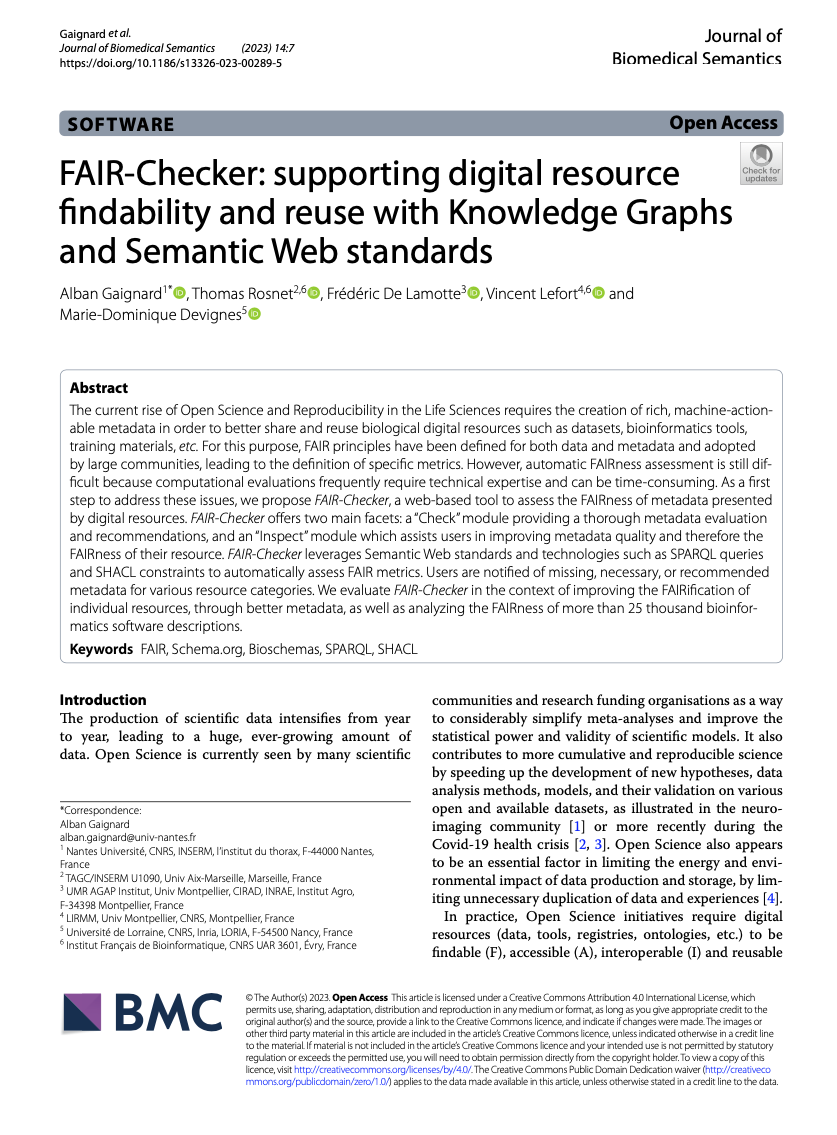 Gaignard et al.
Journal of Biomedical Semantics (2023) 14:7
https://doi.org/10.1186/s13326-023-00289-5
Journal of
Biomedical Semantics
SOFTWARE
Open Access
Check for
updates
FAIR-Checker: supporting digital resource
findability and reuse with Knowledge Graphs
and Semantic Web standards
Alban Gaignard1*, Thomas Rosnet2,6, Frédéric De Lamotte3, Vincent Lefort4,6 and
Marie-Dominique Devignes5
Abstract
The current rise of Open Science and Reproducibility in the Life Sciences requires the creation of rich, machine-action-
able metadata in order to better share and reuse biological digital resources such as datasets, bioinformatics tools,
training materials, etc. For this purpose, FAIR principles have been defined for both data and metadata and adopted
by large communities, leading to the definition of specific metrics. However, automatic FAIRness assessment is still dif-
ficult because computational evaluations frequently require technical expertise and can be time-consuming. As a first
step to address these issues, we propose FAIR-Checker, a web-based tool to assess the FAIRness of metadata presented
by digital resources. FAIR-Checker offers two main facets: a “Check” module providing a thorough metadata evaluation
and recommendations, and an “Inspect” module which assists users in improving metadata quality and therefore the
FAIRness of their resource. FAIR-Checker leverages Semantic Web standards and technologies such as SPARQL queries
and SHACL constraints to automatically assess FAIR metrics. Users are notified of missing, necessary, or recommended
metadata for various resource categories. We evaluate FAIR-Checker in the context of improving the FAIRification of
individual resources, through better metadata, as well as analyzing the FAIRness of more than 25 thousand bioinfor-
matics software descriptions.
Keywords FAIR, Schema.org, Bioschemas, SPARQL, SHACL
Introduction
The production of scientific data intensifies from year
to year, leading to a huge, ever-growing amount of
data. Open Science is currently seen by many scientific
*Correspondence:
Alban Gaignard
alban.gaignard@univ-nantes.fr
1 Nantes Université, CNRS, INSERM, l'institut du thorax, F-44000 Nantes,
France
2 TAGC/INSERM U1090, Univ Aix-Marseille, Marseille, France
3 UMR AGAP Institut, Univ Montpellier, CIRAD, INRAE, Institut Agro,
F-34398 Montpellier, France
4 LIRMM, Univ Montpellier, CNRS, Montpellier, France
5 Université de Lorraine, CNRS, Inria, LORIA, F-54500 Nancy, France
6 Institut Français de Bioinformatique, CNRS UAR 3601, Évry, France
communities and research funding organisations as a way
to considerably simplify meta-analyses and improve the
statistical power and validity of scientific models. It also
contributes to more cumulative and reproducible science
by speeding up the development of new hypotheses, data
analysis methods, models, and their validation on various
open and available datasets, as illustrated in the neuro-
imaging community [1] or more recently during the
Covid-19 health crisis [2, 3]. Open Science also appears
to be an essential factor in limiting the energy and envi-
ronmental impact of data production and storage, by lim-
iting unnecessary duplication of data and experiences [4].
In practice, Open Science initiatives require digital
resources (data, tools, registries, ontologies, etc.) to be
findable (F), accessible (A), interoperable (I) and reusable
BMC
© The Author(s) 2023. Open Access This article is licensed under a Creative Commons Attribution 4.0 International License, which
permits use, sharing, adaptation, distribution and reproduction in any medium or format, as long as you give appropriate credit to the
original author(s) and the source, provide a link to the Creative Commons licence, and indicate if changes were made. The images or
other third party material in this article are included in the article's Creative Commons licence, unless indicated otherwise in a credit line
to the material. If material is not included in the article's Creative Commons licence and your intended use is not permitted by statutory
regulation or exceeds the permitted use, you will need to obtain permission directly from the copyright holder. To view a copy of this
licence, visit http://creativecommons.org/licenses/by/4.0/. The Creative Commons Public Domain Dedication waiver (http://creativeco
mmons.org/publicdomain/zero/1.0/) applies to the data made available in this article, unless otherwise stated in a credit line to the data.